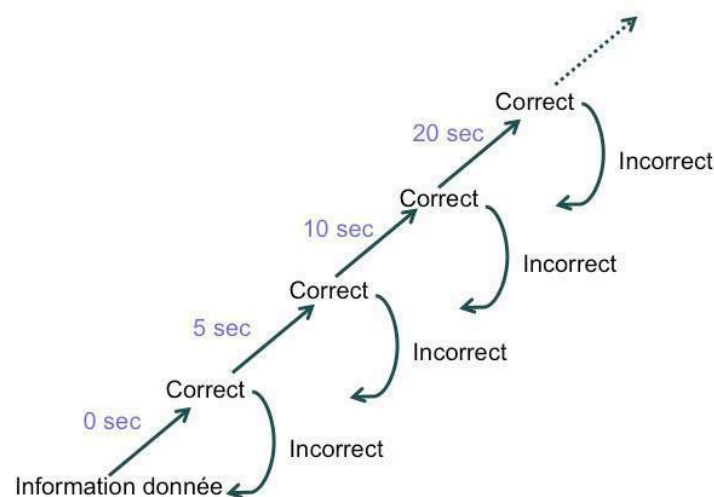 Correct
20 sec
Incorrect
Correct
10 sec
Incorrect
Correct
5 sec
Incorrect
Correct
0 sec
Incorrect
Information donnée